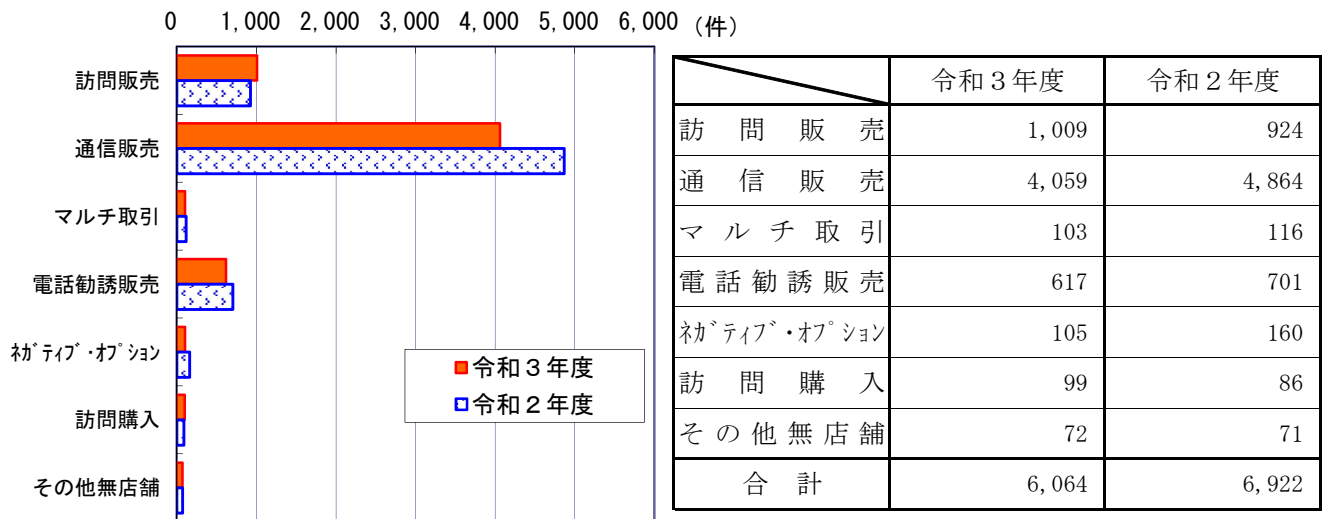 0 1,000 2,000 3,000 4,000 5,000 6,000 （件）
訪問販売
通信販売
マルチ取引
電話勧誘販売
ﾈｶﾞﾃｨﾌﾞ・ｵﾌﾟｼｮﾝ
訪問購入
その他無店舗
令和３年度
令和２年度
令和３年度 令和２年度
訪問販売 1,009 924
通信販売 4,059 4,864
マルチ取引 103 116
電話勧誘販売 617 701
ﾈｶﾞﾃｨﾌﾞ・ｵﾌﾟｼｮﾝ 105 160
訪問購入 99 86
その他無店舗 72 71
合計 6,064 6,922